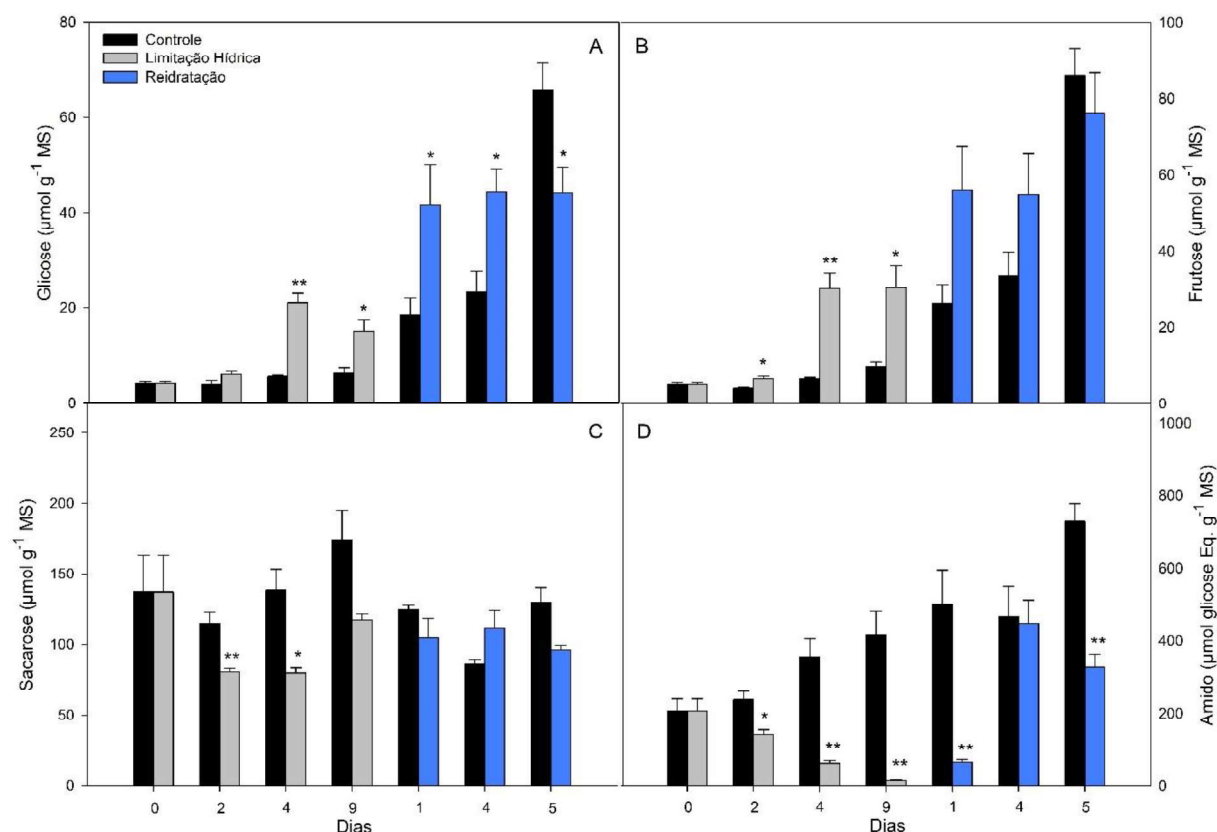 80
60
40
20
0
Glicose (µmol g⁻¹ MS)
Controle
Limitação Hídrica
Reidratação
A
**
*
*
*
*
B
*
**
*
100
80
60
40
20
0
Frutose (µmol g⁻¹ MS)
250
200
150
100
50
0
Sacarose (µmol g⁻¹ MS)
C
**
*
0 2 4 9 1 4 5
Dias
D
*
**
**
**
**
1000
800
600
400
200
0
Amido (µmol glicose Eq. g⁻¹ MS)
0 2 4 9 1 4 5
Dias